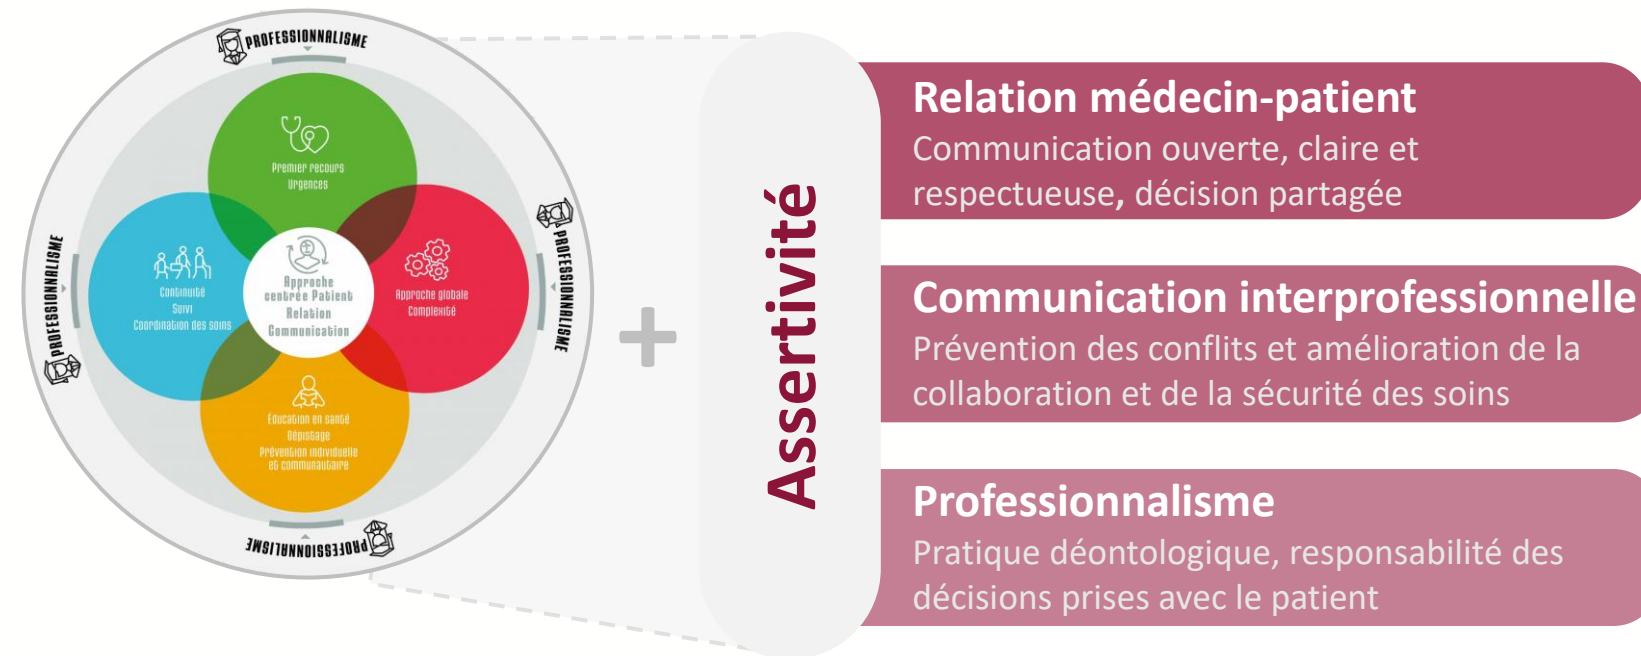 PROFESSIONNALISME
Premier recours
Urgences
PROFESSIONNALISME
Continuité
Suivi
Coordination des soins
Approche
centrée Patient
Relation
Communication
Approche globale
Complexité
PROFESSIONNALISME
Éducation en santé
Dépistage
Prévention individuelle
et communautaire
PROFESSIONNALISME
+
Assertivité
Relation médecin-patient
Communication ouverte, claire et
respectueuse, décision partagée
Communication interprofessionnelle
Prévention des conflits et amélioration de la
collaboration et de la sécurité des soins
Professionnalisme
Pratique déontologique, responsabilité des
décisions prises avec le patient